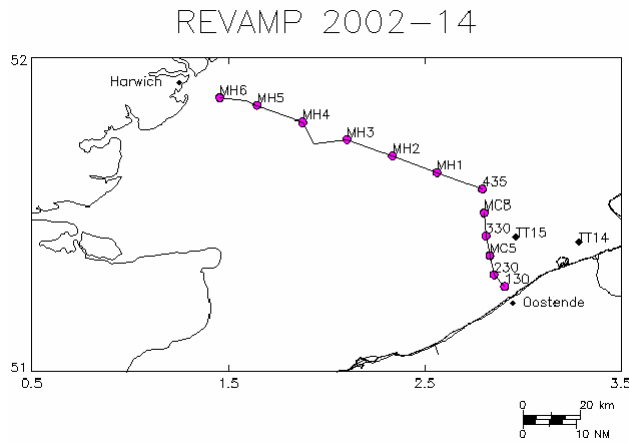 REVAMP 2002-14
52
Harwich
MH6
MH5
MH4
MH3
MH2
MH1
435
MC8
330
TT15
TT14
MC5
230
130
Oostende
51
0.5
1.5
2.5
3.5
0
20 km
0
10 NM